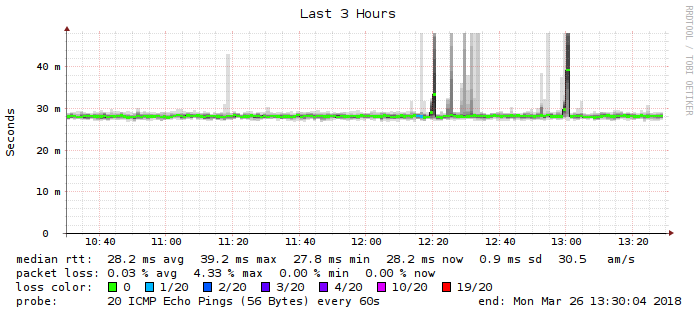 Last 3 Hours
RRDTOOL / TOBI OETIKER
Seconds
40 m
30 m
20 m
10 m
0
10:40 11:00 11:20 11:40 12:00 12:20 12:40 13:00 13:20
median rtt: 28.2 ms avg 39.2 ms max 27.8 ms min 28.2 ms now 0.9 ms sd 30.5 am/s
packet loss: 0.03 % avg 4.33 % max 0.00 % min 0.00 % now
loss color: 0 1/20 2/20 3/20 4/20 10/20 19/20
probe: 20 ICMP Echo Pings (56 Bytes) every 60s end: Mon Mar 26 13:30:04 2018